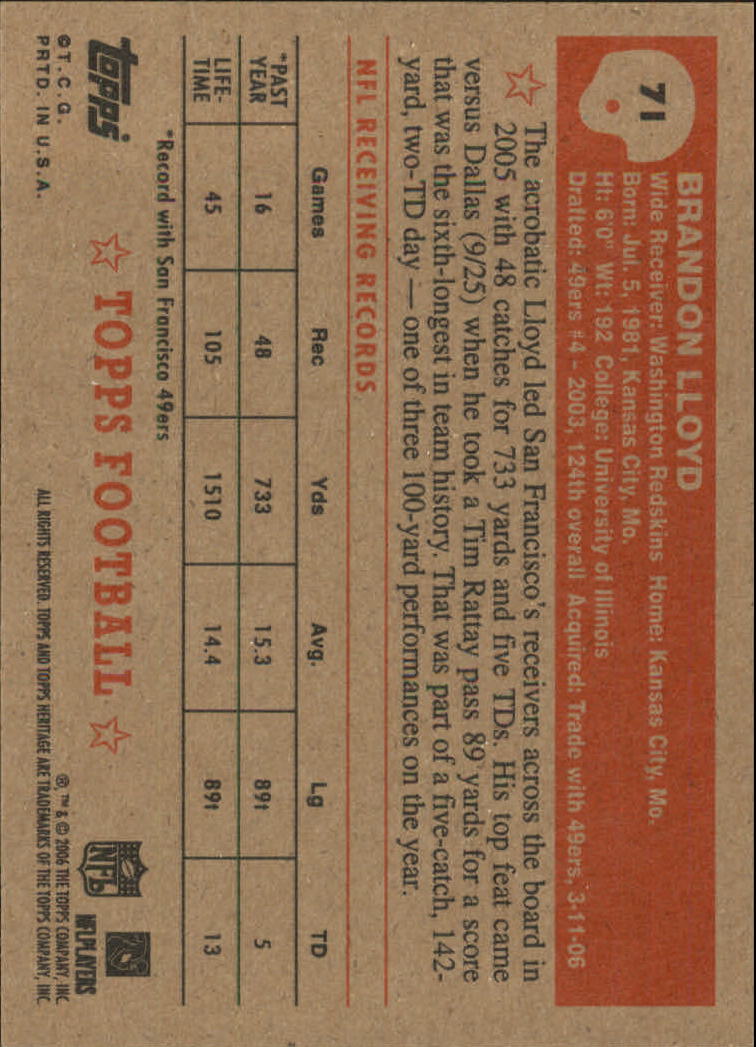 71
BRANDON LLOYD
Wide Receiver: Washington Redskins Home: Kansas City, Mo.
Born: Jul. 5, 1981, Kansas City, Mo.
Ht: 6'0" Wt: 192 College: University of Illinois
Drafted: 49ers #4 - 2003, 124th overall Acquired: Trade with 49ers, 3-11-06
The acrobatic Lloyd led San Francisco's receivers across the board in
2005 with 48 catches for 733 yards and five TDs. His top feat came
versus Dallas (9/25) when he took a Tim Rattay pass 89 yards for a score
that was the sixth-longest in team history. That was part of a five-catch, 142-
yard, two-TD day — one of three 100-yard performances on the year.
NFL RECEIVING RECORDS
Games Rec Yds Avg. Lg TD
*PAST YEAR 16 48 733 15.3 89t 5
LIFE-TIME 45 105 1510 14.4 89t 13
*Record with San Francisco 49ers
topps
TOPPS FOOTBALL
NFL
NFLPLAYERS
©T.C.G.
PRTD. IN U.S.A.
®, ™ & © 2006 THE TOPPS COMPANY, INC.
ALL RIGHTS RESERVED. TOPPS AND TOPPS HERITAGE ARE TRADEMARKS OF THE TOPPS COMPANY, INC.